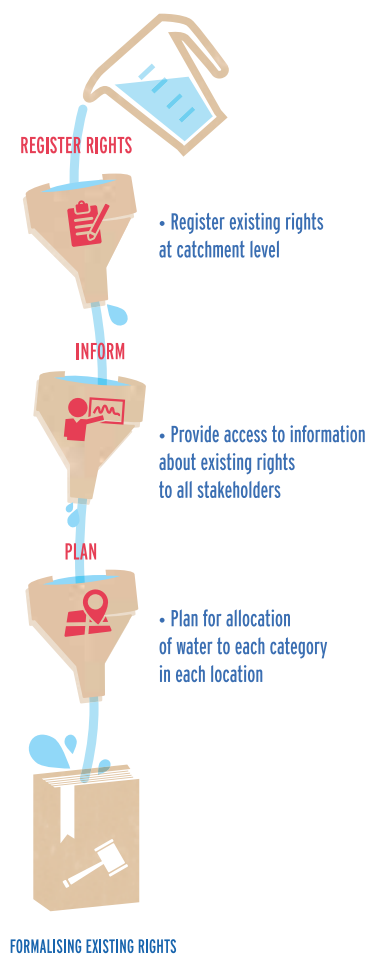 REGISTER RIGHTS
• Register existing rights
at catchment level
INFORM
• Provide access to information
about existing rights
to all stakeholders
PLAN
• Plan for allocation
of water to each category
in each location
FORMALISING EXISTING RIGHTS